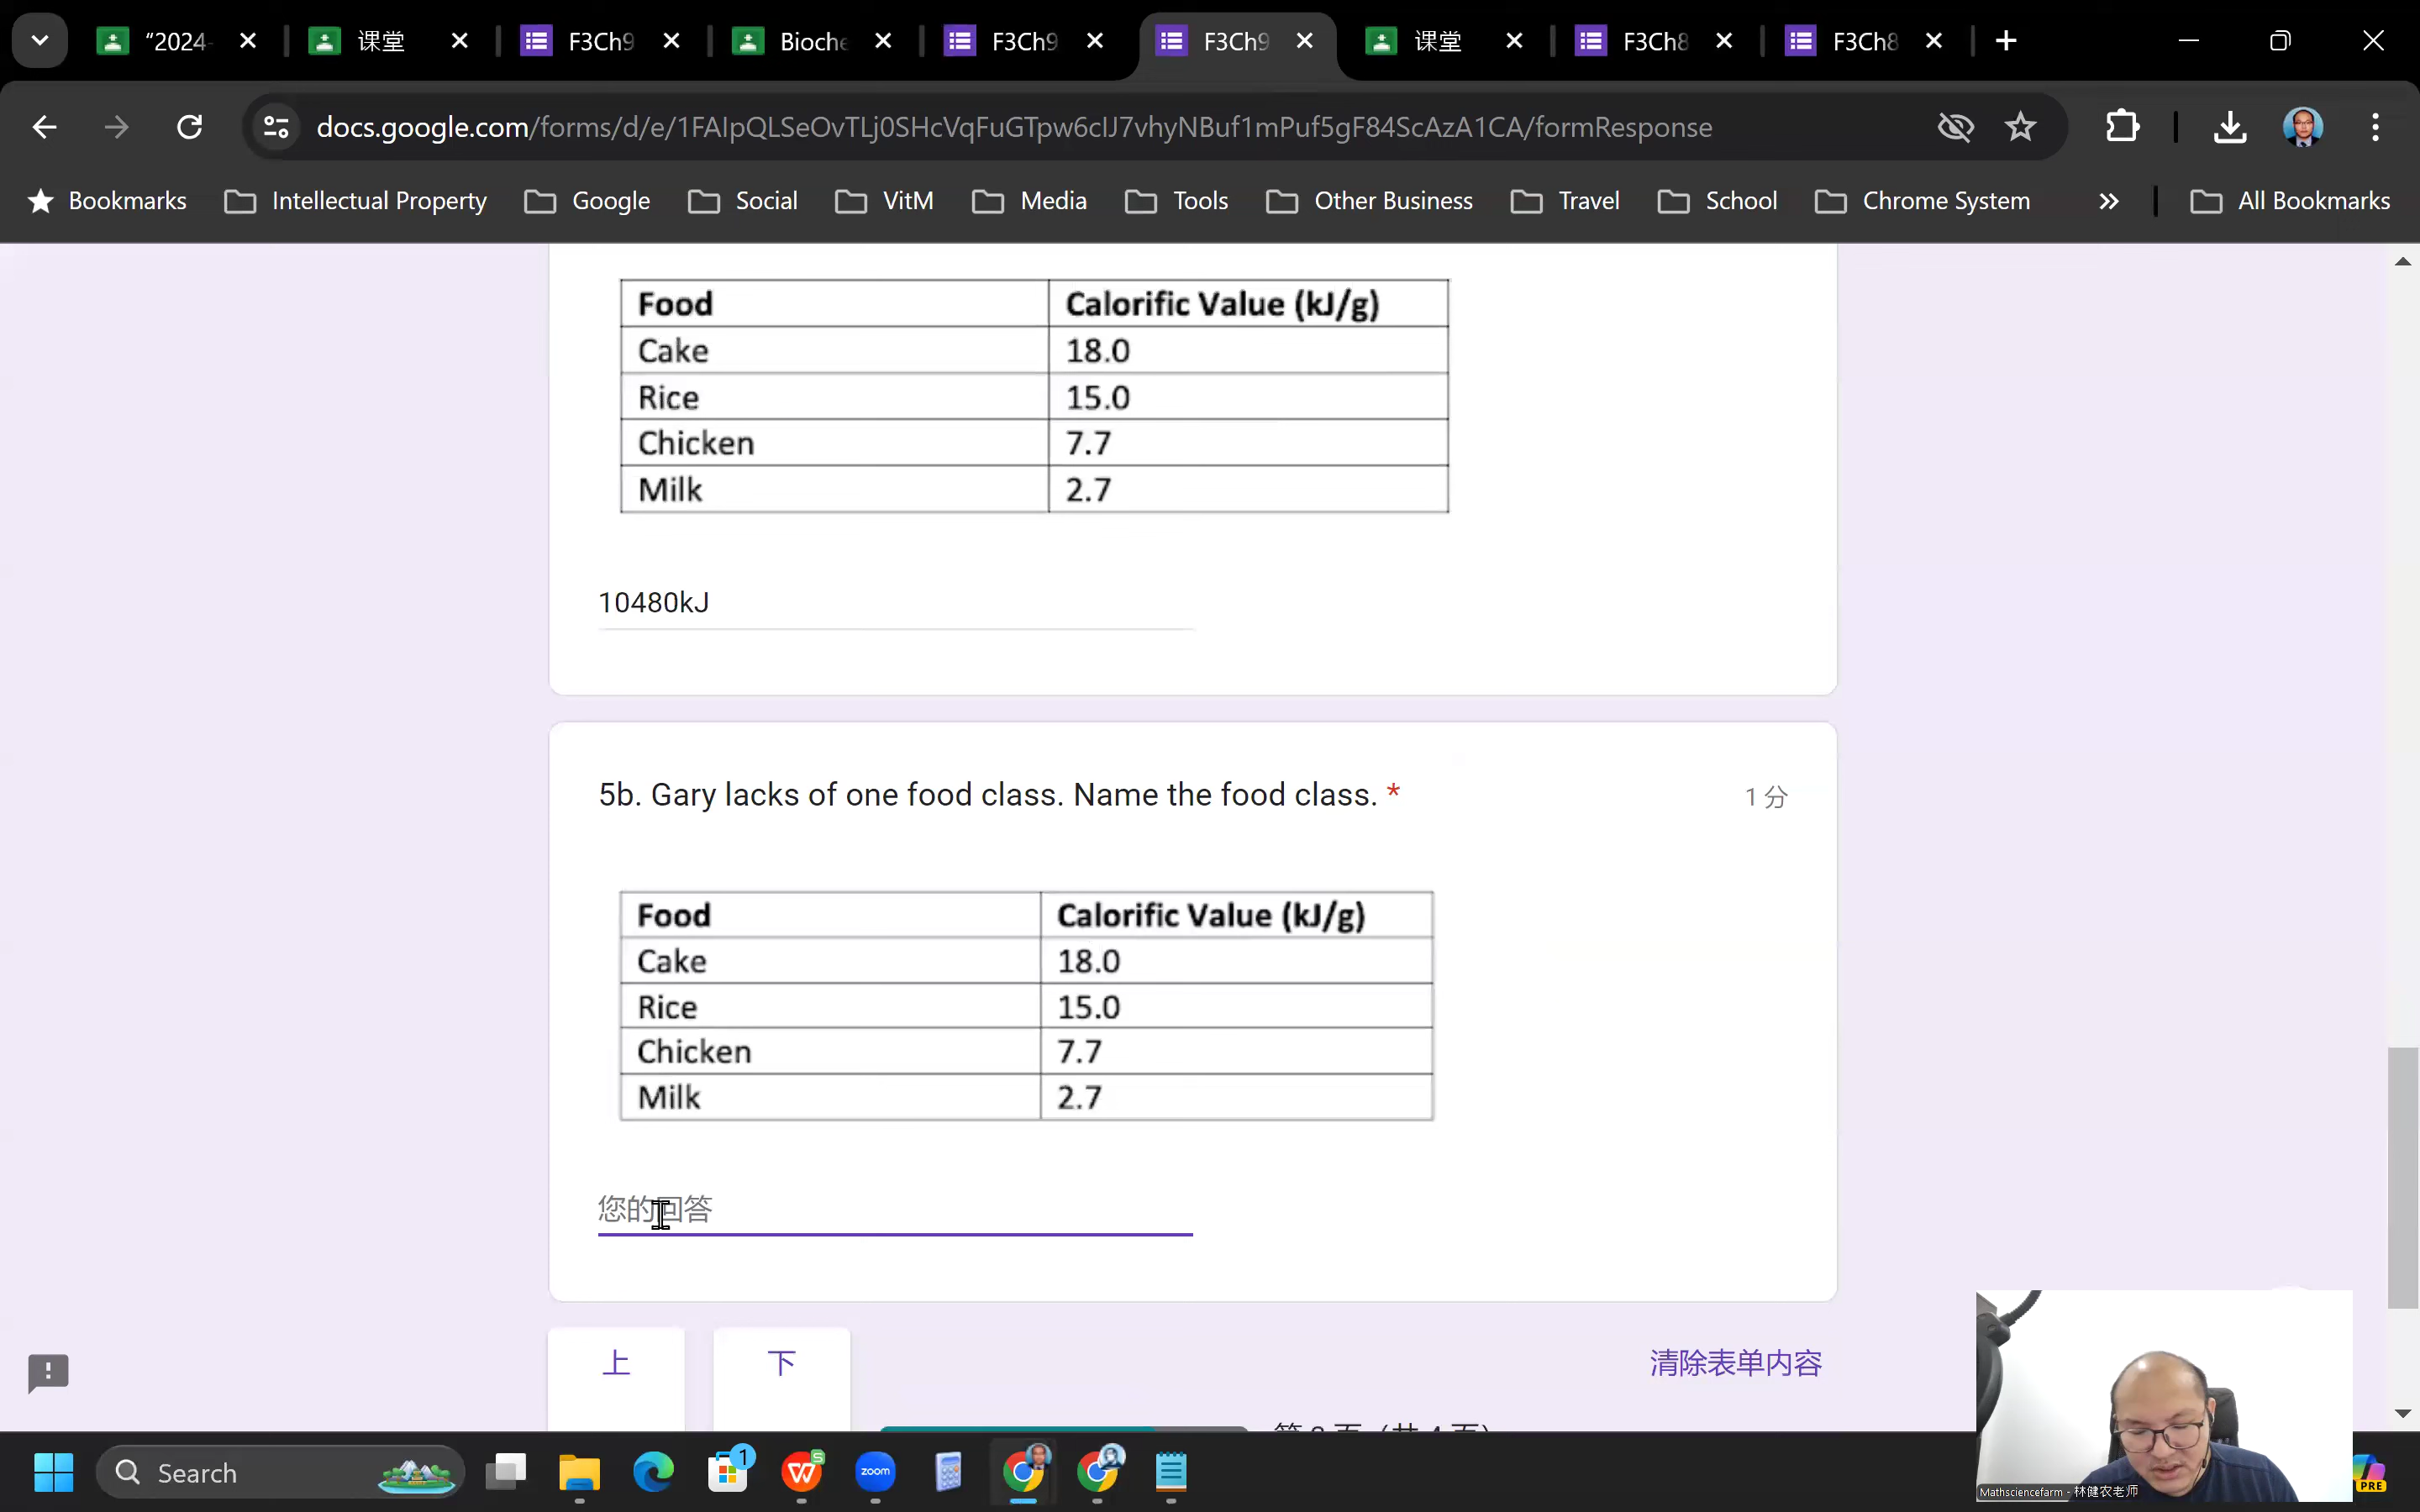 “2024-
课堂
F3Ch9
Bioche
F3Ch9
F3Ch9
课堂
F3Ch8
F3Ch8
docs.google.com/forms/d/e/1FAIpQLSeOvTLj0SHcVqFuGTpw6cIJ7vhyNBuf1mPuf5gF84ScAzA1CA/formResponse
Bookmarks
Intellectual Property
Google
Social
VitM
Media
Tools
Other Business
Travel
School
Chrome System
All Bookmarks
Food Calorific Value (kJ/g)
Cake 18.0
Rice 15.0
Chicken 7.7
Milk 2.7
10480kJ
5b. Gary lacks of one food class. Name the food class. *
1 分
Food Calorific Value (kJ/g)
Cake 18.0
Rice 15.0
Chicken 7.7
Milk 2.7
您的回答
上
下
清除表单内容
Search
1
zoom
Mathsciencefarm - 林健农老师
PRE